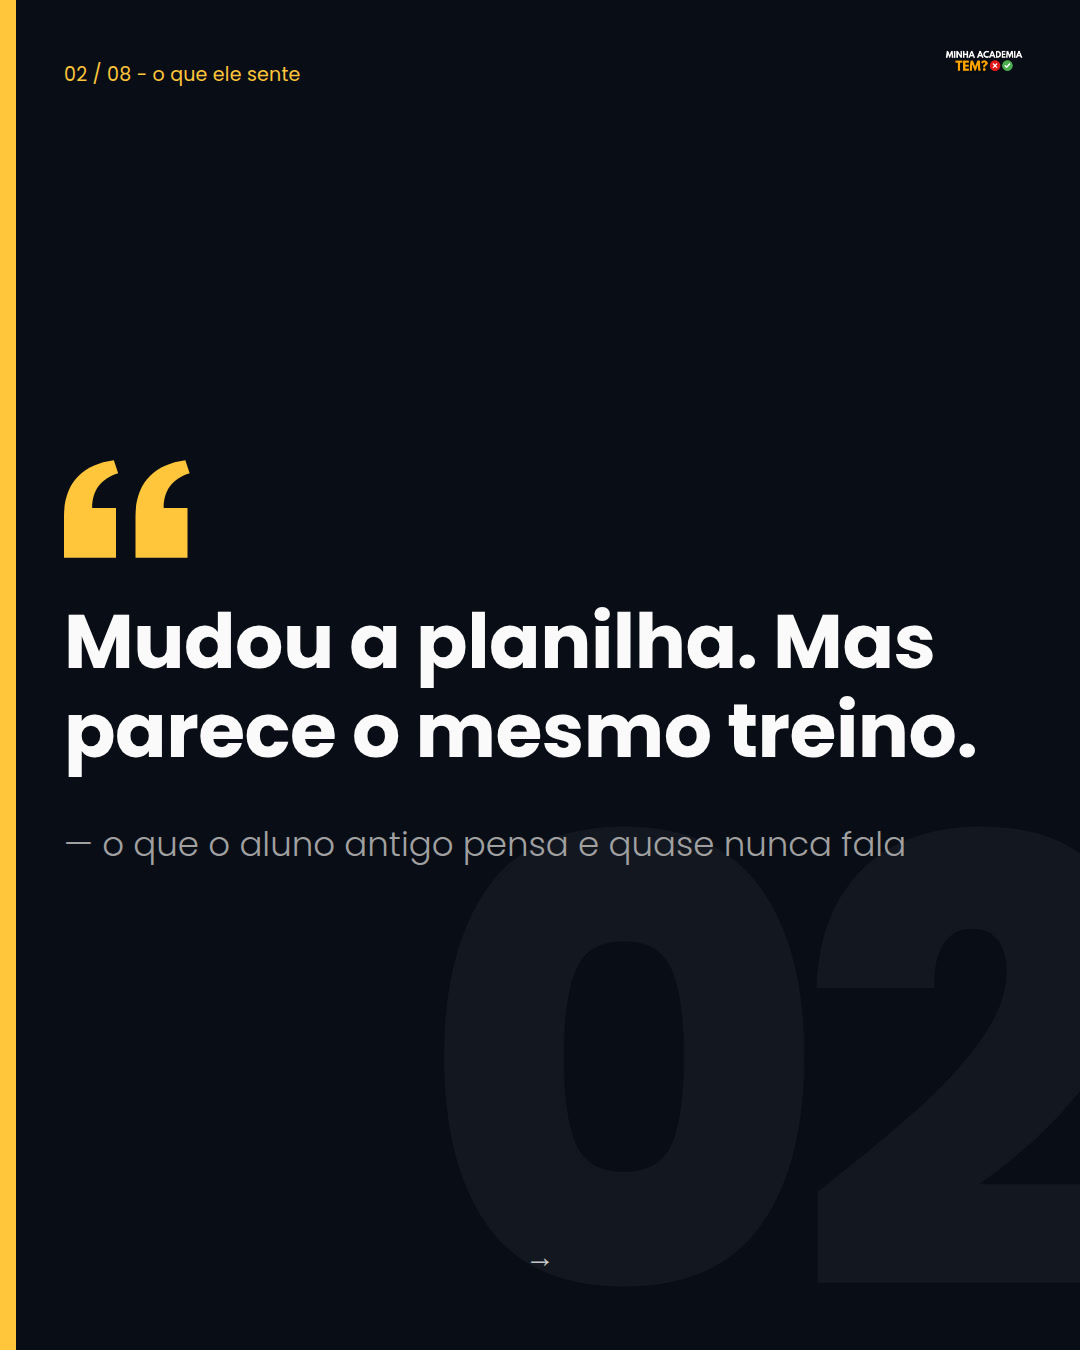 02 / 08 - o que ele sente
MINHA ACADEMIA
TEM?
“
Mudou a planilha. Mas
parece o mesmo treino.
— o que o aluno antigo pensa e quase nunca fala
02
→